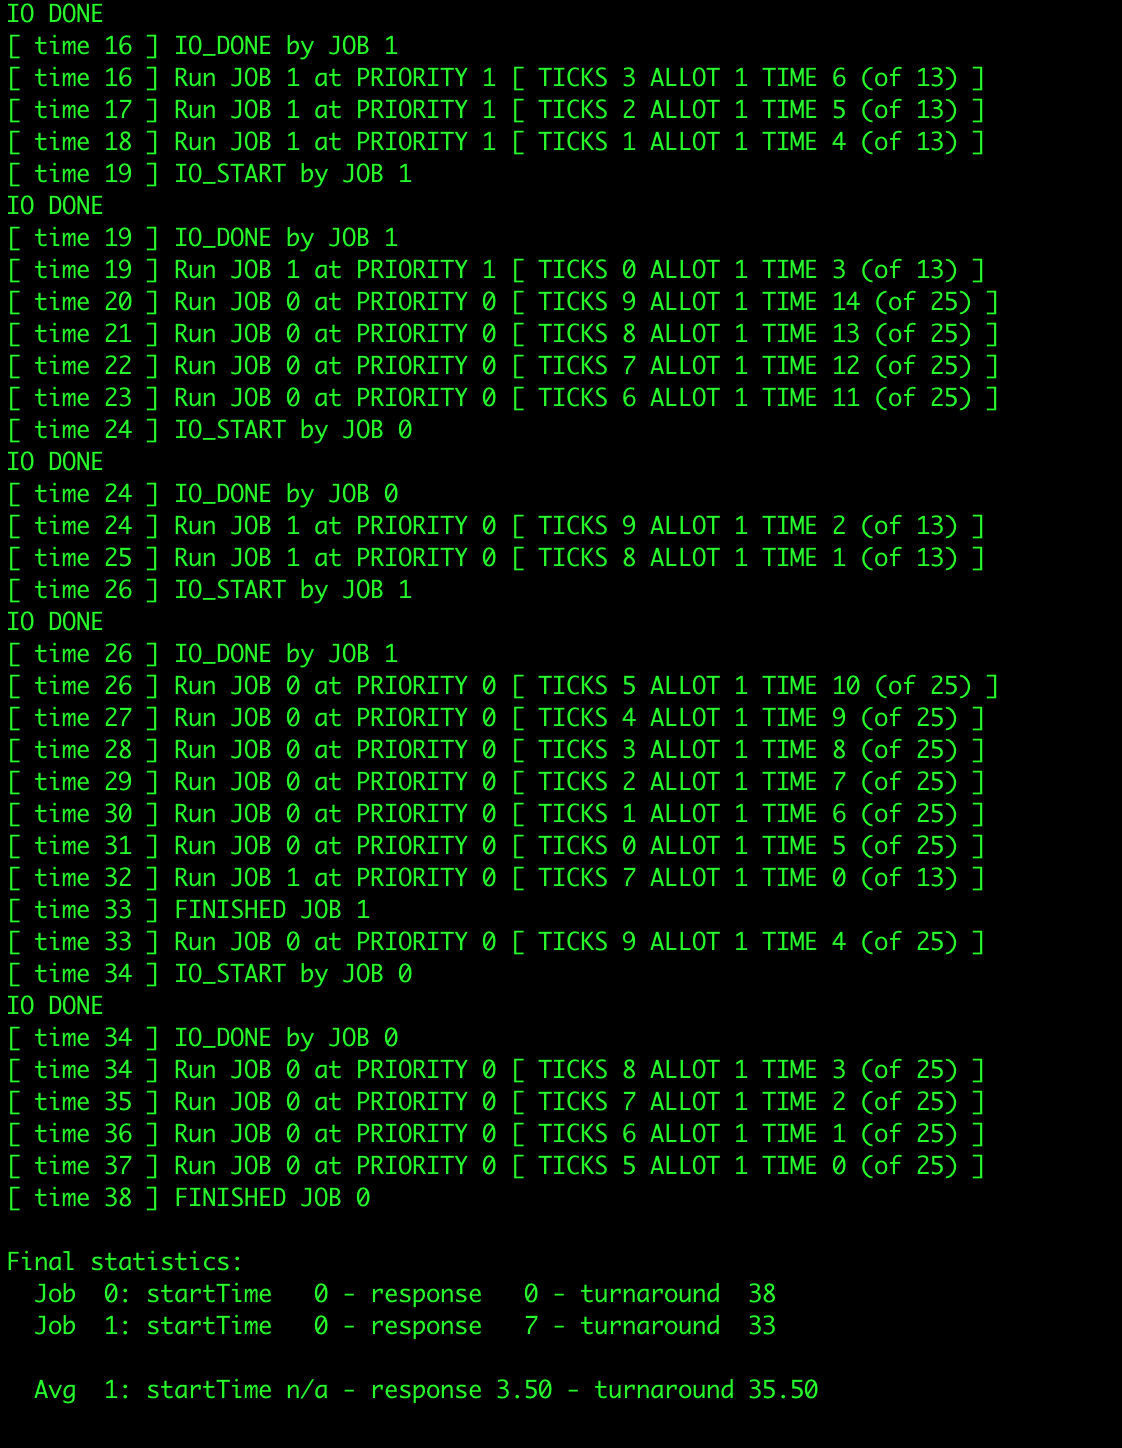 IO DONE
[ time 16 ] IO_DONE by JOB 1
[ time 16 ] Run JOB 1 at PRIORITY 1 [ TICKS 3 ALLOT 1 TIME 6 (of 13) ]
[ time 17 ] Run JOB 1 at PRIORITY 1 [ TICKS 2 ALLOT 1 TIME 5 (of 13) ]
[ time 18 ] Run JOB 1 at PRIORITY 1 [ TICKS 1 ALLOT 1 TIME 4 (of 13) ]
[ time 19 ] IO_START by JOB 1
IO DONE
[ time 19 ] IO_DONE by JOB 1
[ time 19 ] Run JOB 1 at PRIORITY 1 [ TICKS 0 ALLOT 1 TIME 3 (of 13) ]
[ time 20 ] Run JOB 0 at PRIORITY 0 [ TICKS 9 ALLOT 1 TIME 14 (of 25) ]
[ time 21 ] Run JOB 0 at PRIORITY 0 [ TICKS 8 ALLOT 1 TIME 13 (of 25) ]
[ time 22 ] Run JOB 0 at PRIORITY 0 [ TICKS 7 ALLOT 1 TIME 12 (of 25) ]
[ time 23 ] Run JOB 0 at PRIORITY 0 [ TICKS 6 ALLOT 1 TIME 11 (of 25) ]
[ time 24 ] IO_START by JOB 0
IO DONE
[ time 24 ] IO_DONE by JOB 0
[ time 24 ] Run JOB 1 at PRIORITY 0 [ TICKS 9 ALLOT 1 TIME 2 (of 13) ]
[ time 25 ] Run JOB 1 at PRIORITY 0 [ TICKS 8 ALLOT 1 TIME 1 (of 13) ]
[ time 26 ] IO_START by JOB 1
IO DONE
[ time 26 ] IO_DONE by JOB 1
[ time 26 ] Run JOB 0 at PRIORITY 0 [ TICKS 5 ALLOT 1 TIME 10 (of 25) ]
[ time 27 ] Run JOB 0 at PRIORITY 0 [ TICKS 4 ALLOT 1 TIME 9 (of 25) ]
[ time 28 ] Run JOB 0 at PRIORITY 0 [ TICKS 3 ALLOT 1 TIME 8 (of 25) ]
[ time 29 ] Run JOB 0 at PRIORITY 0 [ TICKS 2 ALLOT 1 TIME 7 (of 25) ]
[ time 30 ] Run JOB 0 at PRIORITY 0 [ TICKS 1 ALLOT 1 TIME 6 (of 25) ]
[ time 31 ] Run JOB 0 at PRIORITY 0 [ TICKS 0 ALLOT 1 TIME 5 (of 25) ]
[ time 32 ] Run JOB 1 at PRIORITY 0 [ TICKS 7 ALLOT 1 TIME 0 (of 13) ]
[ time 33 ] FINISHED JOB 1
[ time 33 ] Run JOB 0 at PRIORITY 0 [ TICKS 9 ALLOT 1 TIME 4 (of 25) ]
[ time 34 ] IO_START by JOB 0
IO DONE
[ time 34 ] IO_DONE by JOB 0
[ time 34 ] Run JOB 0 at PRIORITY 0 [ TICKS 8 ALLOT 1 TIME 3 (of 25) ]
[ time 35 ] Run JOB 0 at PRIORITY 0 [ TICKS 7 ALLOT 1 TIME 2 (of 25) ]
[ time 36 ] Run JOB 0 at PRIORITY 0 [ TICKS 6 ALLOT 1 TIME 1 (of 25) ]
[ time 37 ] Run JOB 0 at PRIORITY 0 [ TICKS 5 ALLOT 1 TIME 0 (of 25) ]
[ time 38 ] FINISHED JOB 0

Final statistics:
  Job  0: startTime   0 - response   0 - turnaround  38
  Job  1: startTime   0 - response   7 - turnaround  33

  Avg  1: startTime n/a - response 3.50 - turnaround 35.50